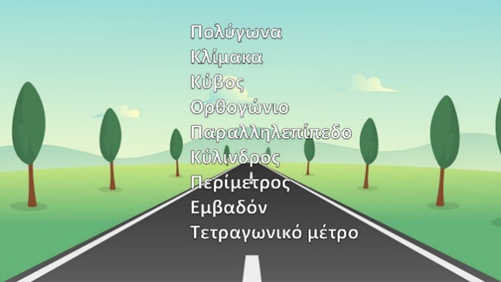 Πολύγωνα
Κλίμακα
Κύβος
Ορθογώνιο
Παραλληλεπίπεδο
Κύλινδρος
Περίμετρος
Εμβαδόν
Τετραγωνικό μέτρο